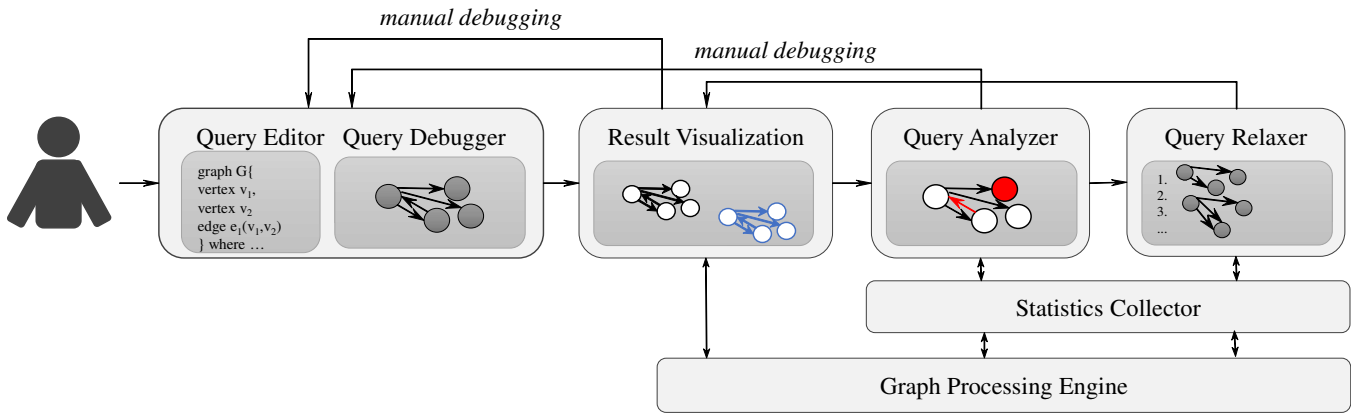 manual debugging
manual debugging
Query Editor
Query Debugger
Result Visualization
Query Analyzer
Query Relaxer
graph G{
vertex v₁,
vertex v₂
edge e₁(v₁,v₂)
} where …
1.
2.
3.
...
Statistics Collector
Graph Processing Engine